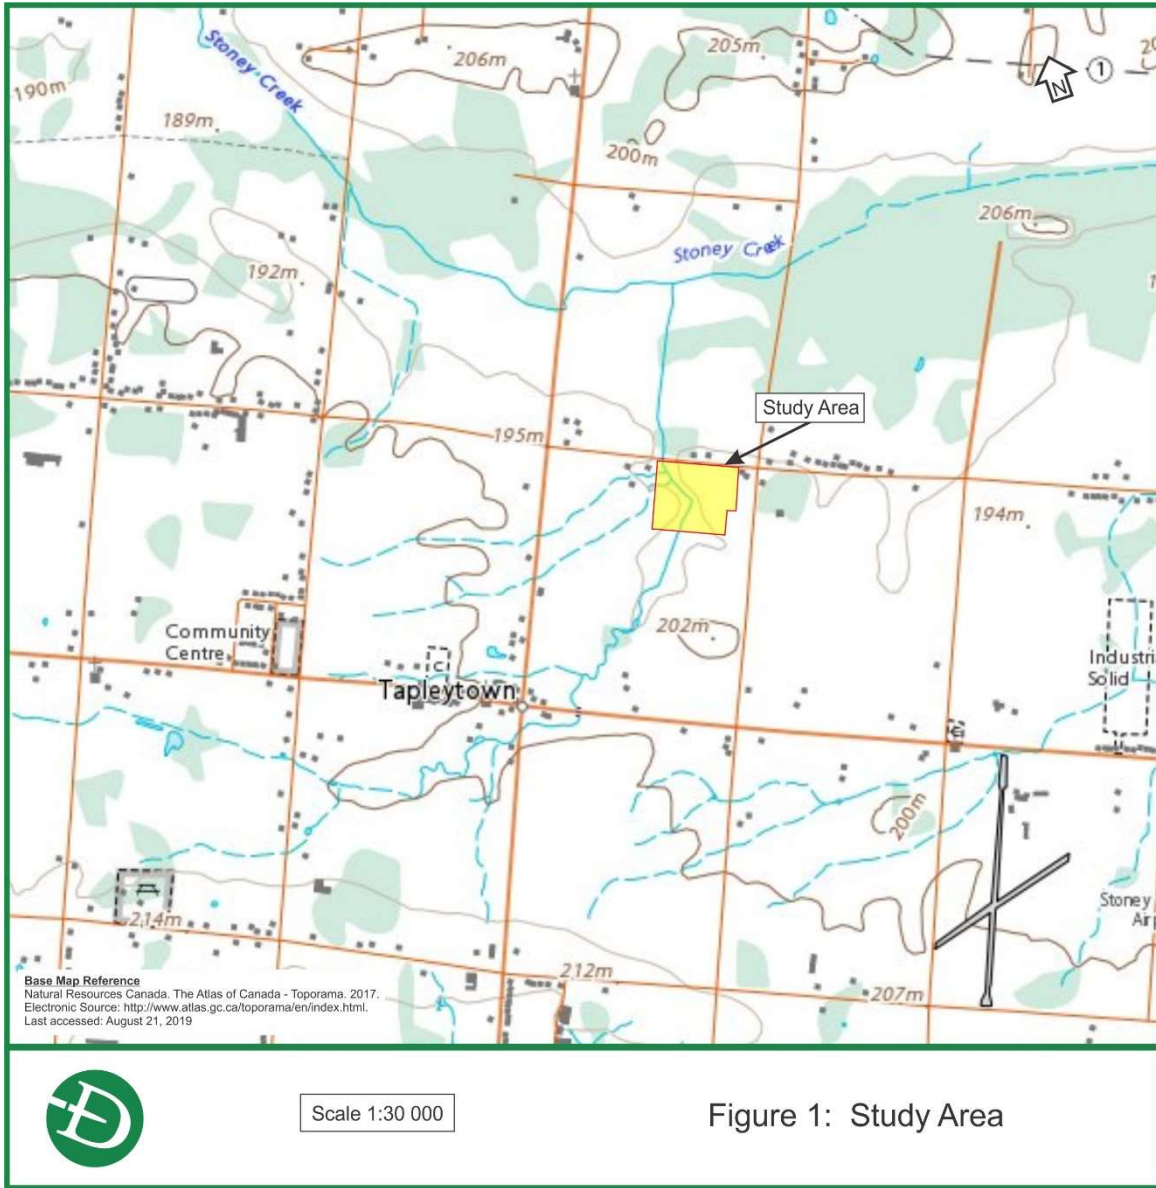 Stoney Creek
206m
205m
190m
1
N
189m
200m
206m
Stoney Creek
192m
Study Area
195m
194m
Community
Centre
202m
C
Tapleytown
Solid
200m
Stoney
214m
212m
207m
Base Map Reference
Natural Resources Canada. The Atlas of Canada - Toporama. 2017.
Electronic Source: http://www.atlas.gc.ca/toporama/en/index.html.
Last accessed: August 21, 2019
D
Scale 1:30 000
Figure 1: Study Area